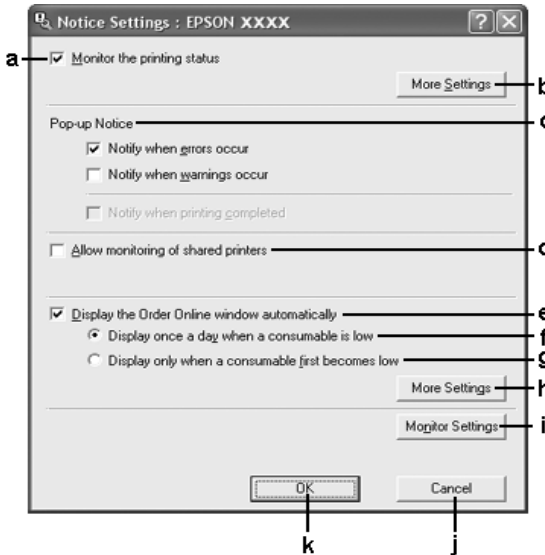 Notice Settings : EPSON XXXX
a
Monitor the printing status
More Settings
b
Pop-up Notice
c
Notify when errors occur
Notify when warnings occur
Notify when printing completed
Allow monitoring of shared printers
d
Display the Order Online window automatically
e
Display once a day when a consumable is low
f
Display only when a consumable first becomes low
g
More Settings
h
Monitor Settings
i
OK
Cancel
k
j